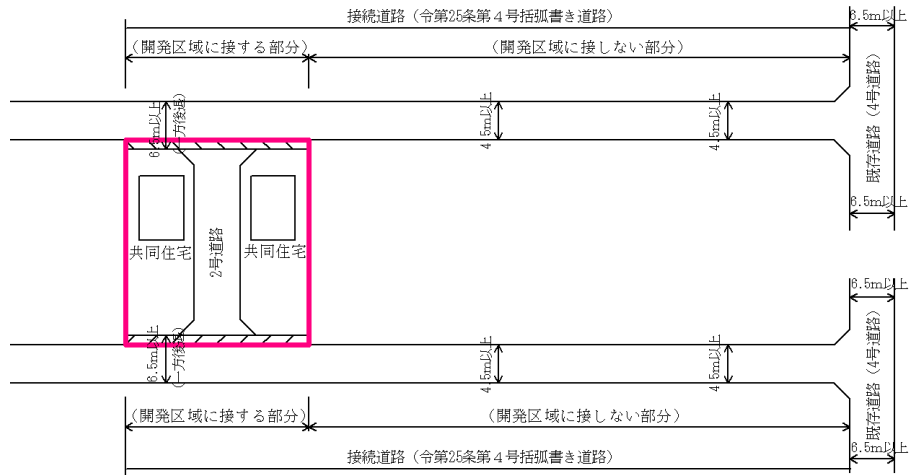 接続道路（令第25条第４号括弧書き道路）
6.5m以上
（開発区域に接する部分）
（開発区域に接しない部分）
6.5m以上
（一方後退）
4.5m以上
4.5m以上
既存道路（4号道路）
6.5m以上
共同住宅
2号道路
共同住宅
6.5m以上
6.5m以上
（一方後退）
4.5m以上
4.5m以上
既存道路（4号道路）
（開発区域に接する部分）
（開発区域に接しない部分）
6.5m以上
接続道路（令第25条第４号括弧書き道路）